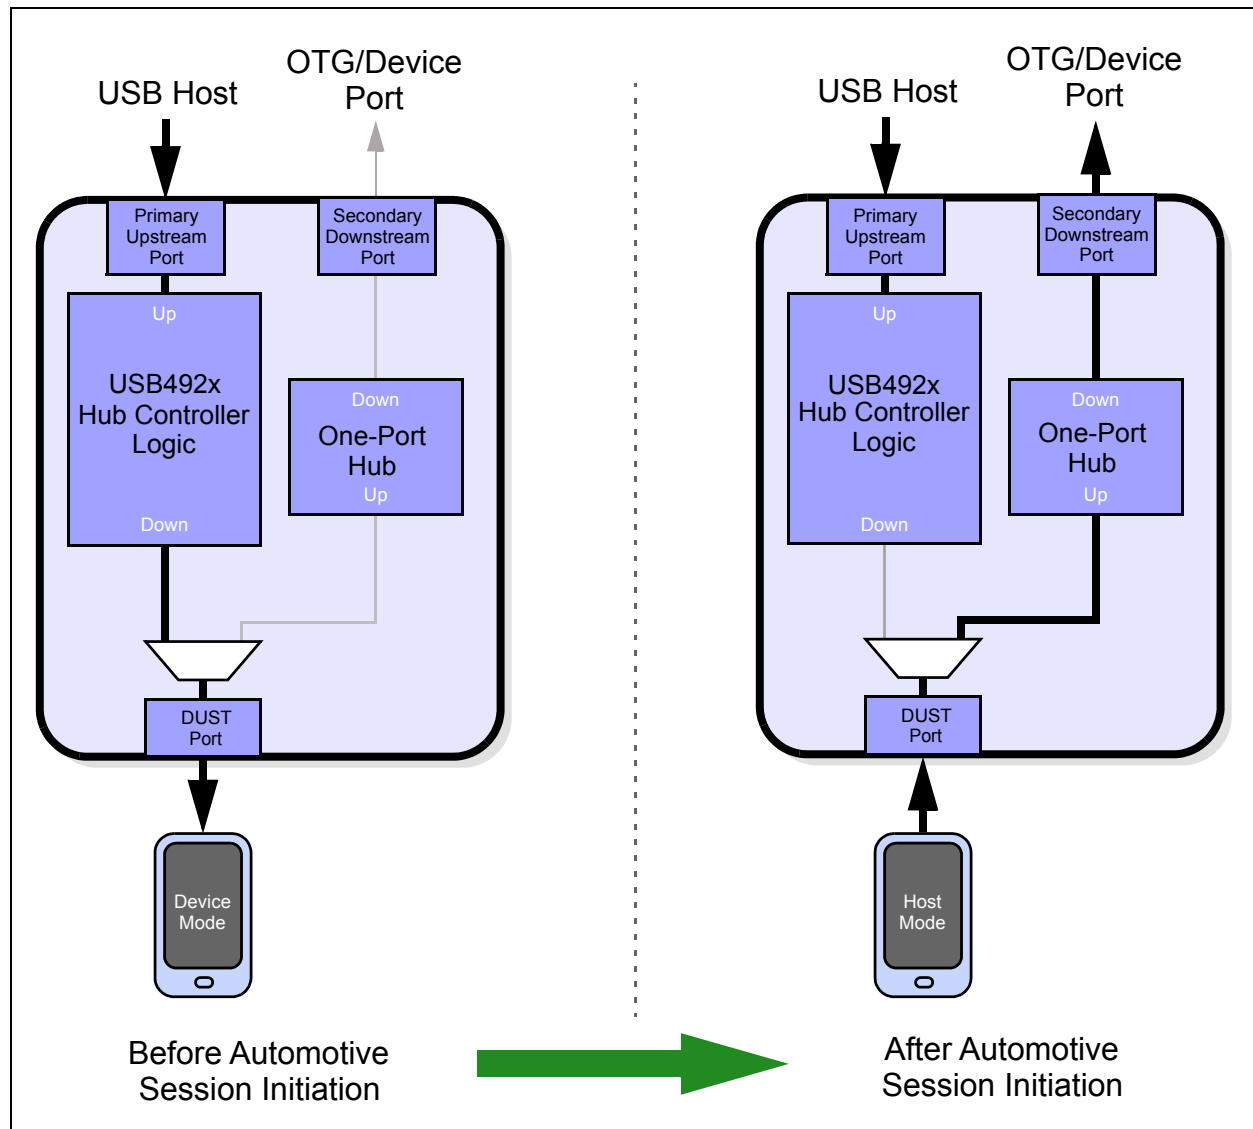 USB Host
OTG/Device
Port
Primary
Upstream
Port
Secondary
Downstream
Port
Up
USB492x
Hub Controller
Logic
Down
Down
One-Port
Hub
Up
DUST
Port
Device
Mode
Before Automotive
Session Initiation
USB Host
OTG/Device
Port
Primary
Upstream
Port
Secondary
Downstream
Port
Up
USB492x
Hub Controller
Logic
Down
Down
One-Port
Hub
Up
DUST
Port
Host
Mode
After Automotive
Session Initiation